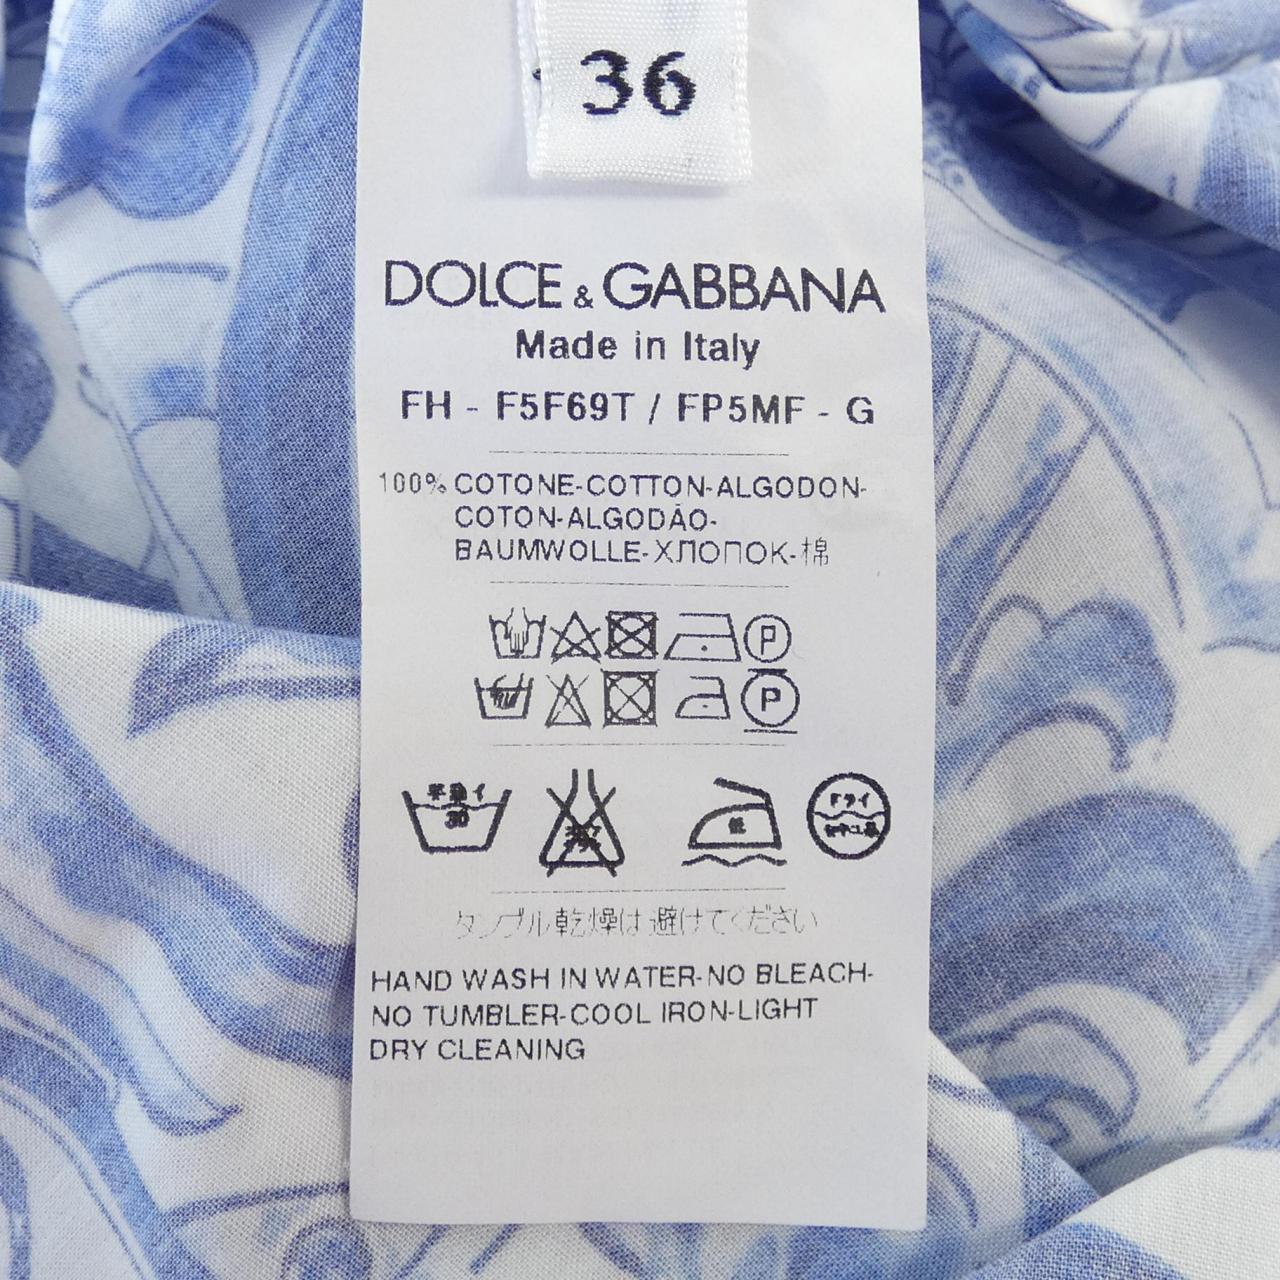 36
DOLCE & GABBANA
Made in Italy
FH - F5F69T / FP5MF - G
100% COTONE-COTTON-ALGODON-
COTON-ALGODÃO-
BAUMWOLLE-ХЛОПОК-棉
P
P
手洗イ
30
低
ドライ
タンブル乾燥は避けてください
HAND WASH IN WATER-NO BLEACH-
NO TUMBLER-COOL IRON-LIGHT
DRY CLEANING